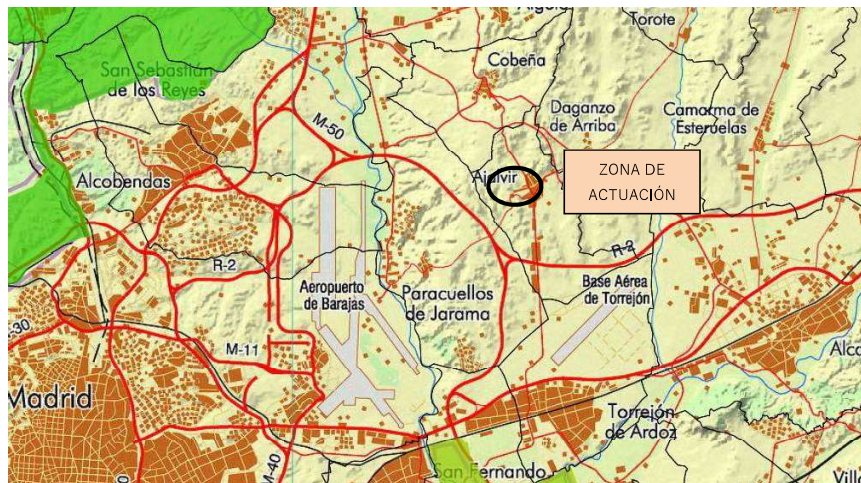 Torote
Cobeña
San Sebastián
de los Reyes
M-50
Daganzo
de Arriba
Camarma de
Esteruelas
Ajalvir
ZONA DE
ACTUACIÓN
Alcobendas
R-2
R-2
Aeropuerto
de Barajas
Paracuellos
de Jarama
Base Aérea
de Torrejón
M-11
Madrid
Torrejón
de Ardoz
San Fernando
M-40